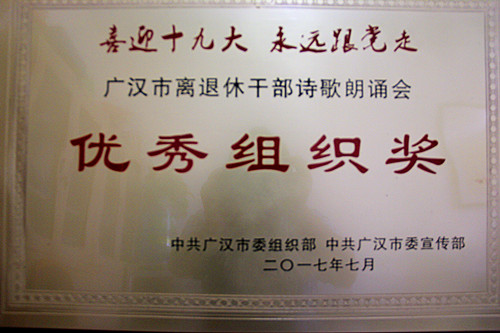 喜迎十九大 永远跟党走
广汉市离退休干部诗歌朗诵会
优秀组织奖
中共广汉市委组织部 中共广汉市委宣传部
二〇一七年七月